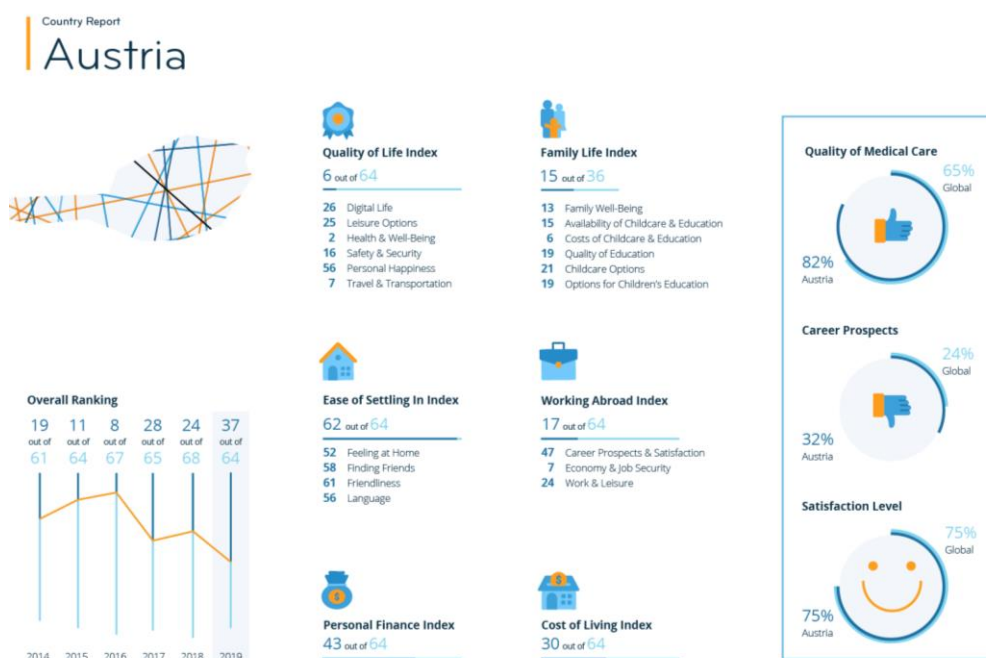 Country Report
Austria
Quality of Life Index
6 out of 64
26 Digital Life
25 Leisure Options
2 Health & Well-Being
16 Safety & Security
56 Personal Happiness
7 Travel & Transportation
Family Life Index
15 out of 36
13 Family Well-Being
15 Availability of Childcare & Education
6 Costs of Childcare & Education
19 Quality of Education
21 Childcare Options
19 Options for Children's Education
Quality of Medical Care
65%
Global
82%
Austria
Career Prospects
24%
Global
32%
Austria
Satisfaction Level
75%
Global
75%
Austria
Overall Ranking
19 11 8 28 24 37
out of out of out of out of out of out of
61 64 67 65 68 64
2014 2015 2016 2017 2018 2019
Ease of Settling In Index
62 out of 64
52 Feeling at Home
58 Finding Friends
61 Friendliness
56 Language
Working Abroad Index
17 out of 64
47 Career Prospects & Satisfaction
7 Economy & Job Security
24 Work & Leisure
$
Personal Finance Index
43 out of 64
$
Cost of Living Index
30 out of 64